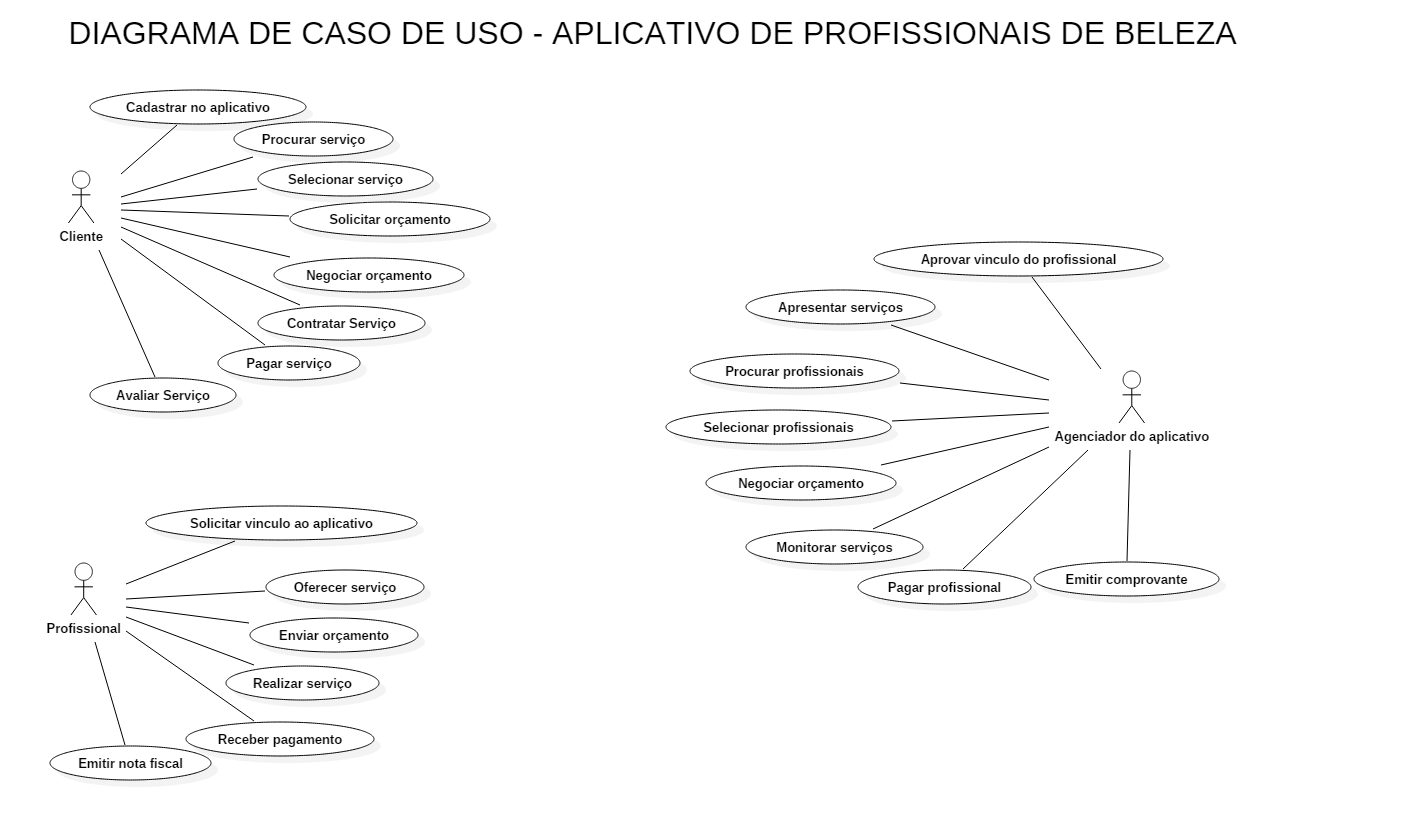 DIAGRAMA DE CASO DE USO - APLICATIVO DE PROFISSIONAIS DE BELEZA
Cadastrar no aplicativo
Procurar serviço
Selecionar serviço
Solicitar orçamento
Cliente
Negociar orçamento
Contratar Serviço
Pagar serviço
Avaliar Serviço
Aprovar vinculo do profissional
Apresentar serviços
Procurar profissionais
Selecionar profissionais
Agenciador do aplicativo
Negociar orçamento
Monitorar serviços
Pagar profissional
Emitir comprovante
Solicitar vinculo ao aplicativo
Oferecer serviço
Profissional
Enviar orçamento
Realizar serviço
Receber pagamento
Emitir nota fiscal